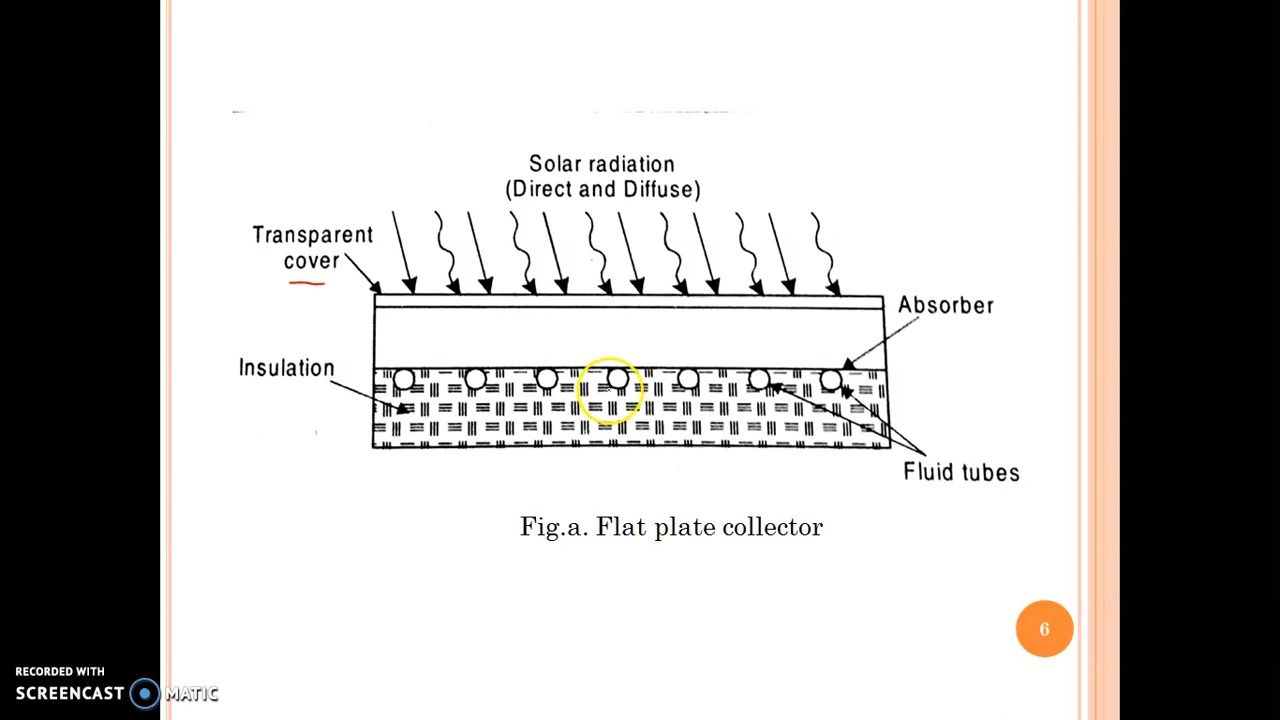 Solar radiation
(Direct and Diffuse)
Transparent
cover
Absorber
Insulation
Fluid tubes
Fig.a. Flat plate collector
6
RECORDED WITH
SCREENCAST MATIC